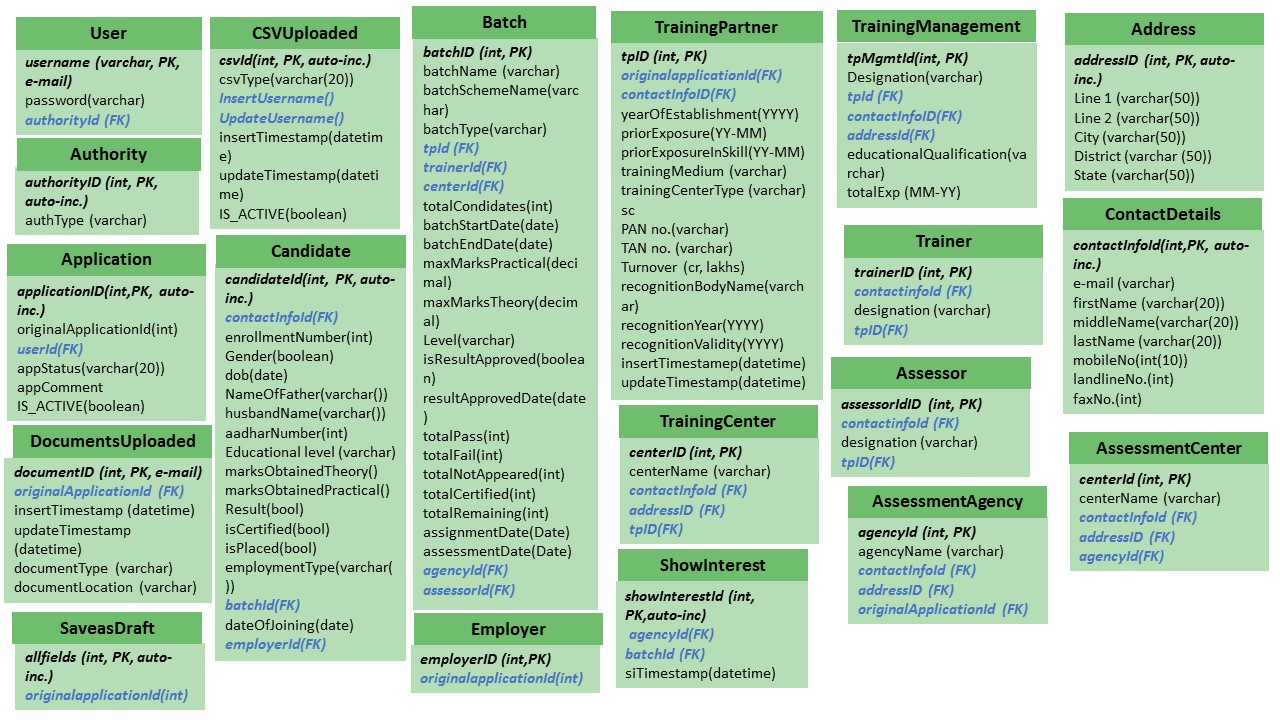 User
username (varchar, PK,
e-mail)
password(varchar)
authorityId (FK)
Authority
authorityID (int, PK,
auto-inc.)
authType (varchar)
Application
applicationID(int,PK, auto-
inc.)
originalApplicationId(int)
userId(FK)
appStatus(varchar(20))
appComment
IS_ACTIVE(boolean)
DocumentsUploaded
documentID (int, PK, e-mail)
originalApplicationId (FK)
insertTimestamp (datetime)
updateTimestamp
(datetime)
documentType (varchar)
documentLocation (varchar)
SaveasDraft
allfields (int, PK, auto-
inc.)
originalapplicationId(int)
CSVUploaded
csvId(int, PK, auto-inc.)
csvType(varchar(20))
InsertUsername()
UpdateUsername()
insertTimestamp(datetim
e)
updateTimestamp(dateti
me)
IS_ACTIVE(boolean)
Candidate
candidateId(int, PK, auto-
inc.)
contactInfoId(FK)
enrollmentNumber(int)
Gender(boolean)
dob(date)
NameOfFather(varchar())
husbandName(varchar())
aadharNumber(int)
Educational level (varchar)
marksObtainedTheory()
marksObtainedPractical()
Result(bool)
isCertified(bool)
isPlaced(bool)
employmentType(varchar(
))
batchId(FK)
dateOfJoining(date)
employerId(FK)
Batch
batchID (int, PK)
batchName (varchar)
batchSchemeName(varc
har)
batchType(varchar)
tpId (FK)
trainerId(FK)
centerId(FK)
totalCondidates(int)
batchStartDate(date)
batchEndDate(date)
maxMarksPractical(deci
mal)
maxMarksTheory(decim
al)
Level(varchar)
isResultApproved(boolea
n)
resultApprovedDate(date
)
totalPass(int)
totalFail(int)
totalNotAppeared(int)
totalCertified(int)
totalRemaining(int)
assignmentDate(Date)
assessmentDate(Date)
agencyId(FK)
assessorId(FK)
Employer
employerID (int,PK)
originalapplicationId(int)
TrainingPartner
tpID (int, PK)
originalapplicationId(FK)
contactInfoID(FK)
yearOfEstablishment(YYYY)
priorExposure(YY-MM)
priorExposureInSkill(YY-MM)
trainingMedium (varchar)
trainingCenterType (varchar)
sc
PAN no.(varchar)
TAN no. (varchar)
Turnover (cr, lakhs)
recognitionBodyName(varch
ar)
recognitionYear(YYYY)
recognitionValidity(YYYY)
insertTimestamep(datetime)
updateTimestamp(datetime)
TrainingCenter
centerID (int, PK)
centerName (varchar)
contactInfoId (FK)
addressID (FK)
tpID(FK)
ShowInterest
showInterestId (int,
PK,auto-inc)
agencyId(FK)
batchId (FK)
siTimestamp(datetime)
TrainingManagement
tpMgmtId(int, PK)
Designation(varchar)
tpId (FK)
contactInfoID(FK)
addressId(FK)
educationalQualification(va
rchar)
totalExp (MM-YY)
Trainer
trainerID (int, PK)
contactinfoId (FK)
designation (varchar)
tpID(FK)
Assessor
assessorIdID (int, PK)
contactinfoId (FK)
designation (varchar)
tpID(FK)
AssessmentAgency
agencyId (int, PK)
agencyName (varchar)
contactInfoId (FK)
addressID (FK)
originalApplicationId (FK)
Address
addressID (int, PK, auto-
inc.)
Line 1 (varchar(50))
Line 2 (varchar(50))
City (varchar(50))
District (varchar (50))
State (varchar(50))
ContactDetails
contactInfoId(int,PK, auto-
inc.)
e-mail (varchar)
firstName (varchar(20))
middleName(varchar(20))
lastName (varchar(20))
mobileNo(int(10))
landlineNo.(int)
faxNo.(int)
AssessmentCenter
centerId (int, PK)
centerName (varchar)
contactInfoId (FK)
addressID (FK)
agencyId(FK)